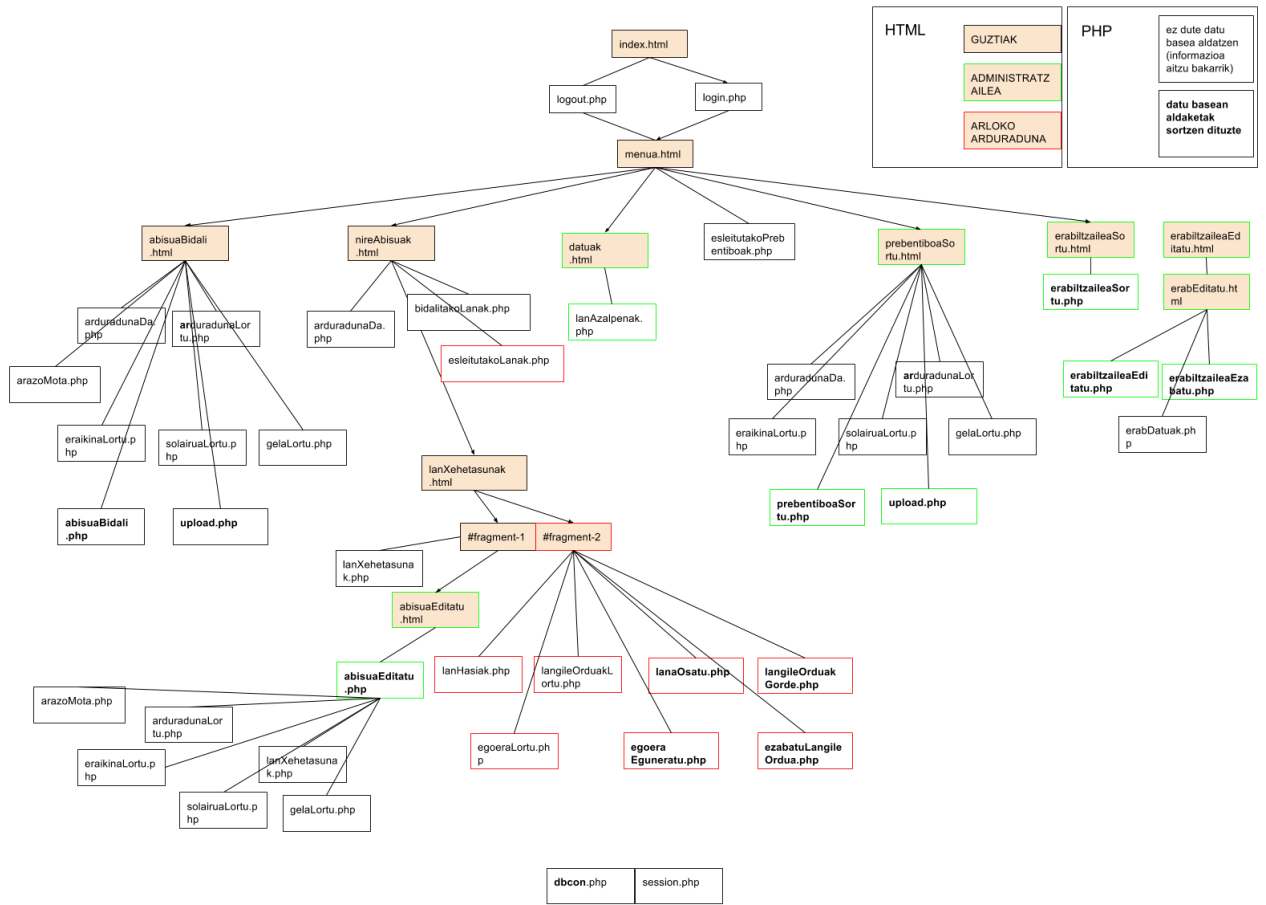 HTML
GUZTIAK
ADMINISTRATZ
AILEA
ARLOKO
ARDURADUNA
PHP
ez dute datu
basea aldatzen
(informazioa
aitzu bakarrik)
datu basean
aldaketak
sortzen dituzte
index.html
logout.php
login.php
menua.html
abisuaBidali
.html
nireAbisuak
.html
datuak
.html
esleitutakoPreb
entiboak.php
prebentiboaSo
rtu.html
erabiltzaileaSo
rtu.html
erabiltzaileaEd
itatu.html
erabiltzaileaSor
tu.php
erabEditatu.ht
ml
arduradunaDa.
php
arduradunaLor
tu.php
arazoMota.php
eraikinaLortu.p
hp
solairuaLortu.p
hp
gelaLortu.php
abisuaBidali
.php
upload.php
arduradunaDa.
php
bidalitakoLanak.php
esleitutakoLanak.php
lanAzalpenak.
php
arduradunaDa.
php
arduradunaLor
tu.php
eraikinaLortu.p
hp
solairuaLortu.p
hp
gelaLortu.php
prebentiboaSor
tu.php
upload.php
erabiltzaileaEdi
tatu.php
erabiltzaileaEza
batu.php
erabDatuak.ph
p
lanXehetasunak
.html
#fragment-1
#fragment-2
lanXehetasuna
k.php
abisuaEditatu
.html
abisuaEditatu
.php
lanHasiak.php
langileOrduakL
ortu.php
lanaOsatu.php
langileOrduak
Gorde.php
egoeraLortu.ph
p
egoera
Eguneratu.php
ezabatuLangile
Ordua.php
arazoMota.php
arduradunaLor
tu.php
eraikinaLortu.p
hp
lanXehetasuna
k.php
solairuaLortu.p
hp
gelaLortu.php
dbcon.php
session.php